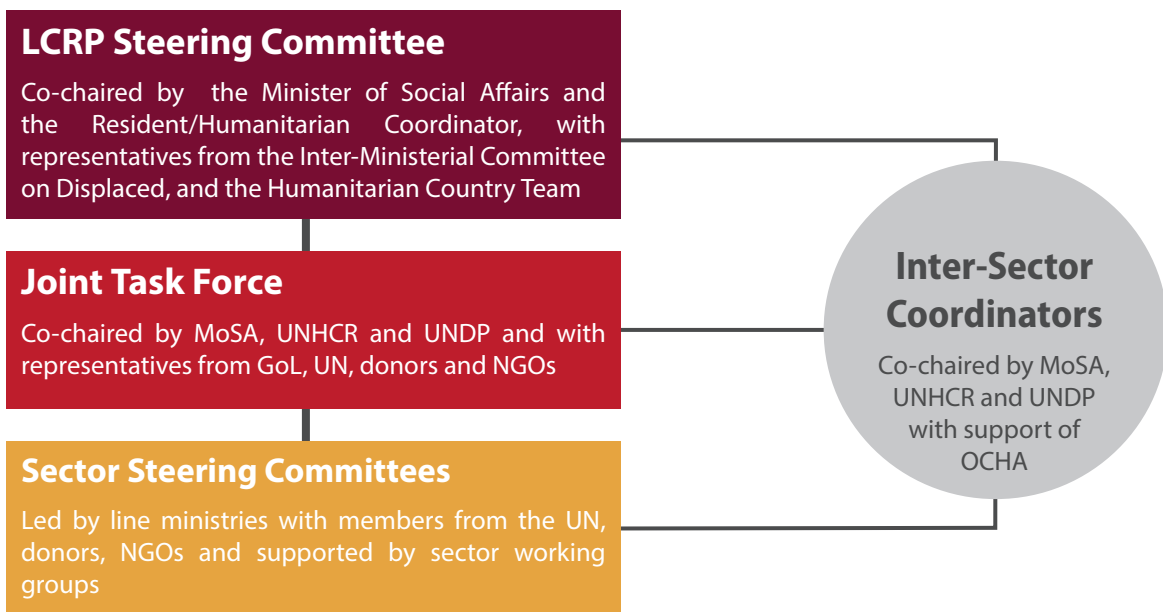 LCRP Steering Committee
Co-chaired by the Minister of Social Affairs and
the Resident/Humanitarian Coordinator, with
representatives from the Inter-Ministerial Committee
on Displaced, and the Humanitarian Country Team
Joint Task Force
Co-chaired by MoSA, UNHCR and UNDP and with
representatives from GoL, UN, donors and NGOs
Sector Steering Committees
Led by line ministries with members from the UN,
donors, NGOs and supported by sector working
groups
Inter-Sector
Coordinators
Co-chaired by MoSA,
UNHCR and UNDP
with support of
OCHA